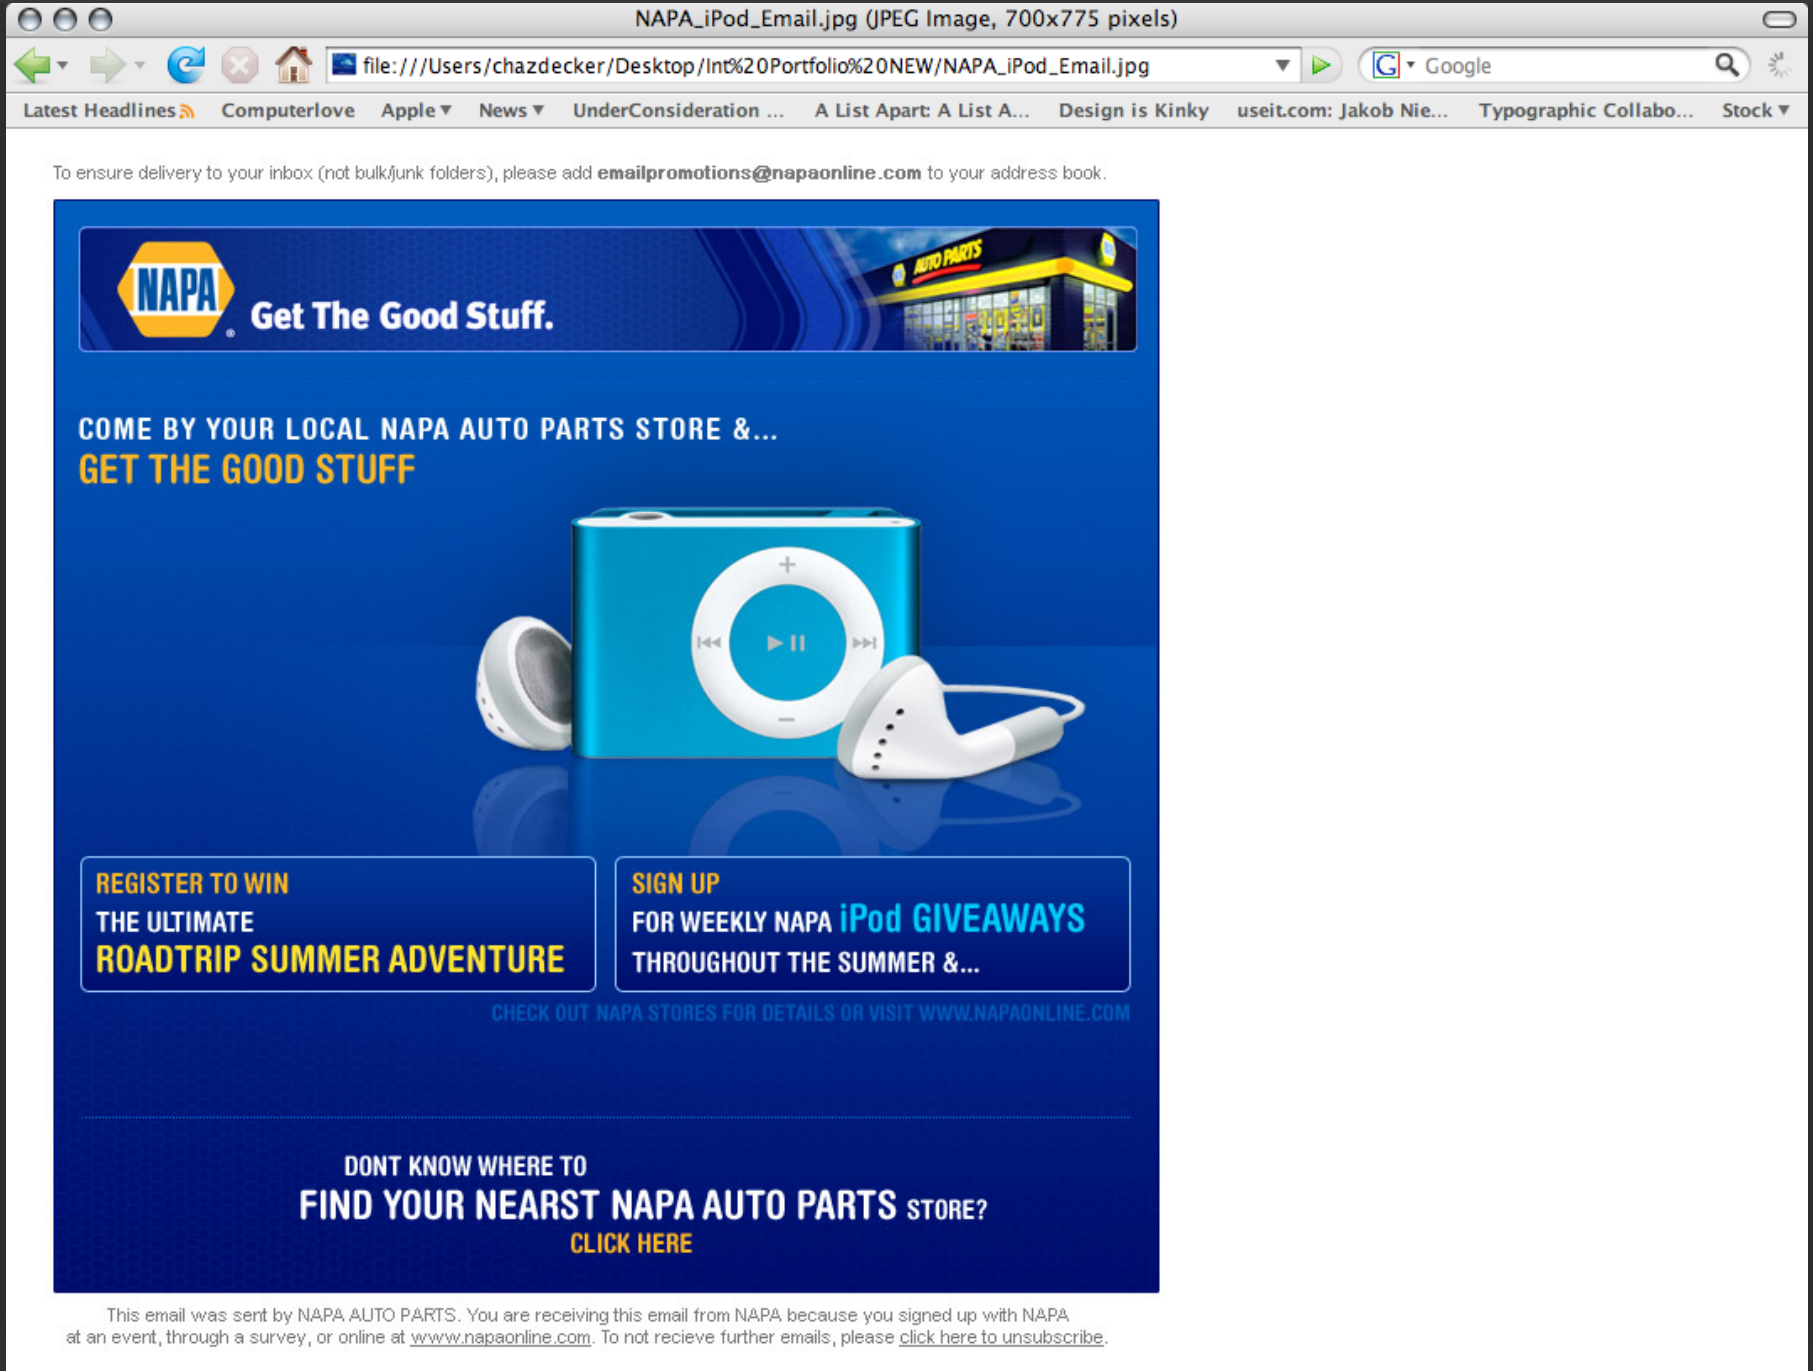 NAPA_iPod_Email.jpg (JPEG Image, 700x775 pixels)
file:///Users/chazdecker/Desktop/Int%20Portfolio%20NEW/NAPA_iPod_Email.jpg
G Google
Latest Headlines Computerlove Apple News UnderConsideration ... A List Apart: A List A... Design is Kinky useit.com: Jakob Nie... Typographic Collabo... Stock
To ensure delivery to your inbox (not bulk/junk folders), please add emailpromotions@napaonline.com to your address book.
AUTO PARTS
NAPA® Get The Good Stuff.
COME BY YOUR LOCAL NAPA AUTO PARTS STORE &...
GET THE GOOD STUFF
REGISTER TO WIN
THE ULTIMATE
ROADTRIP SUMMER ADVENTURE
SIGN UP
FOR WEEKLY NAPA iPod GIVEAWAYS
THROUGHOUT THE SUMMER &...
CHECK OUT NAPA STORES FOR DETAILS OR VISIT WWW.NAPAONLINE.COM
DONT KNOW WHERE TO
FIND YOUR NEARST NAPA AUTO PARTS STORE?
CLICK HERE
This email was sent by NAPA AUTO PARTS. You are receiving this email from NAPA because you signed up with NAPA
at an event, through a survey, or online at www.napaonline.com. To not recieve further emails, please click here to unsubscribe.